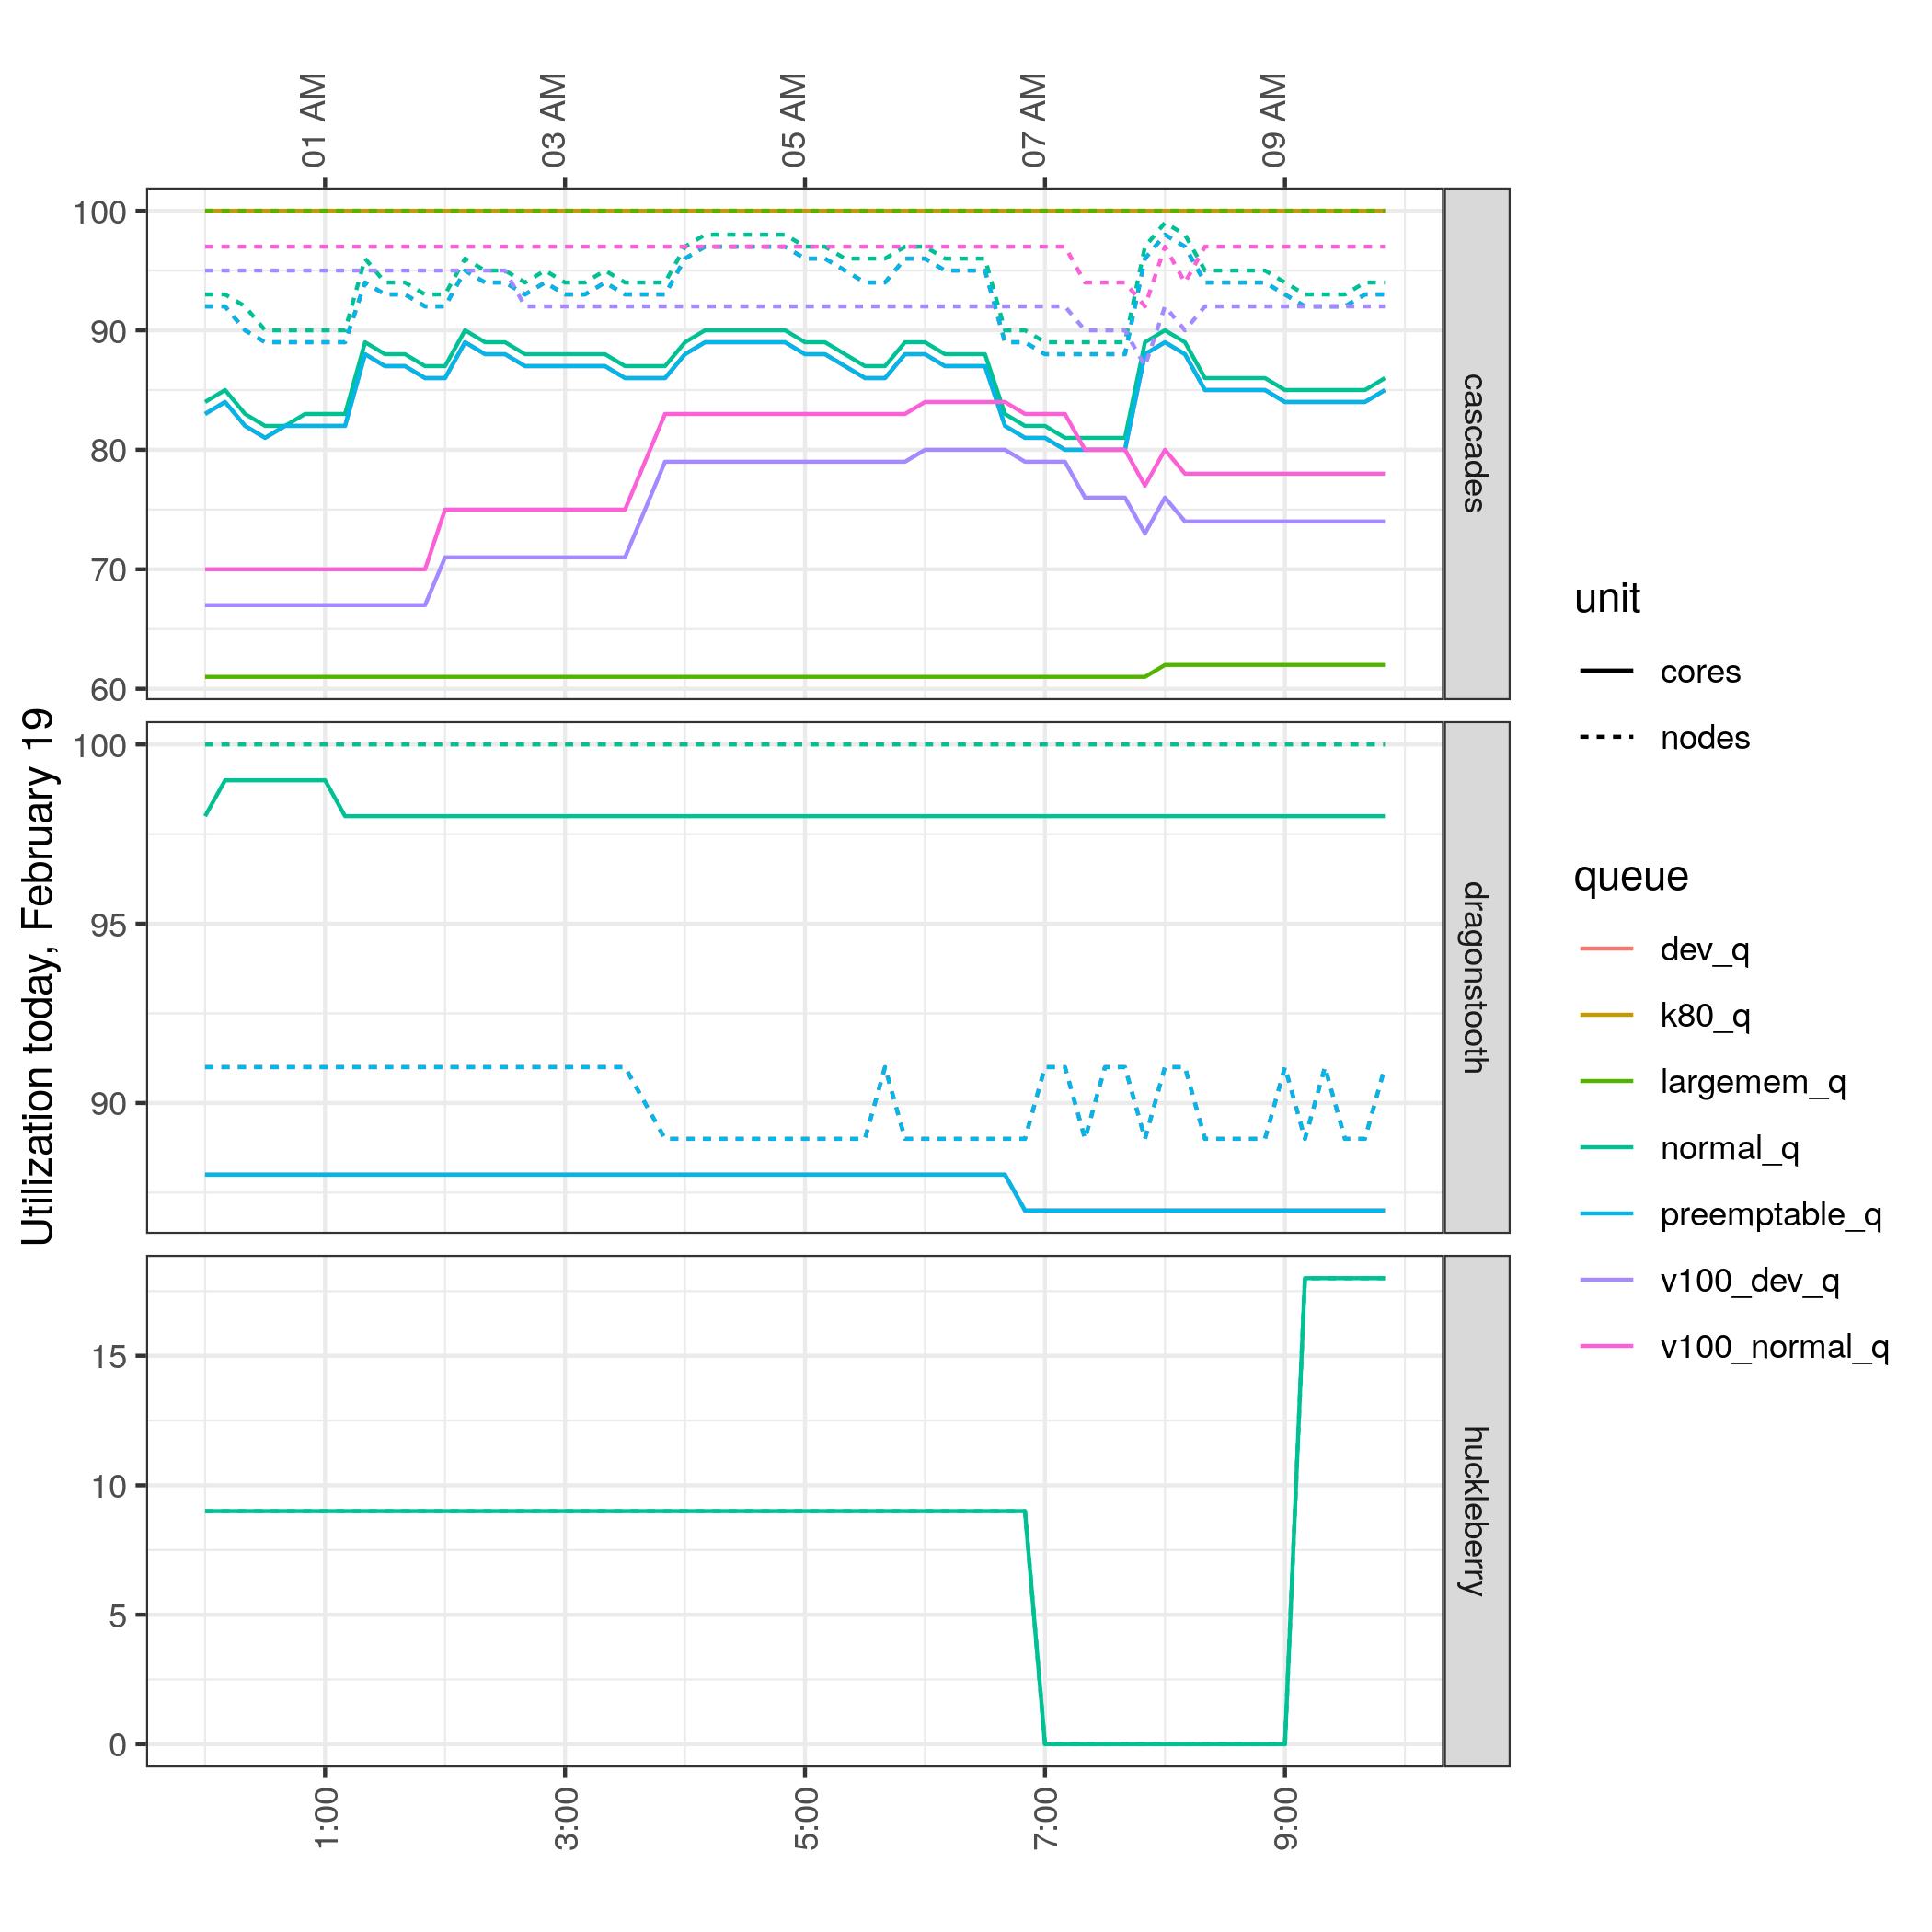 01 AM
03 AM
05 AM
07 AM
09 AM
Utilization today, February 19
100
90
80
70
60
cascades
100
95
90
dragonstooth
15
10
5
0
huckleberry
1:00
3:00
5:00
7:00
9:00
unit
cores
nodes
queue
dev_q
k80_q
largemem_q
normal_q
preemptable_q
v100_dev_q
v100_normal_q